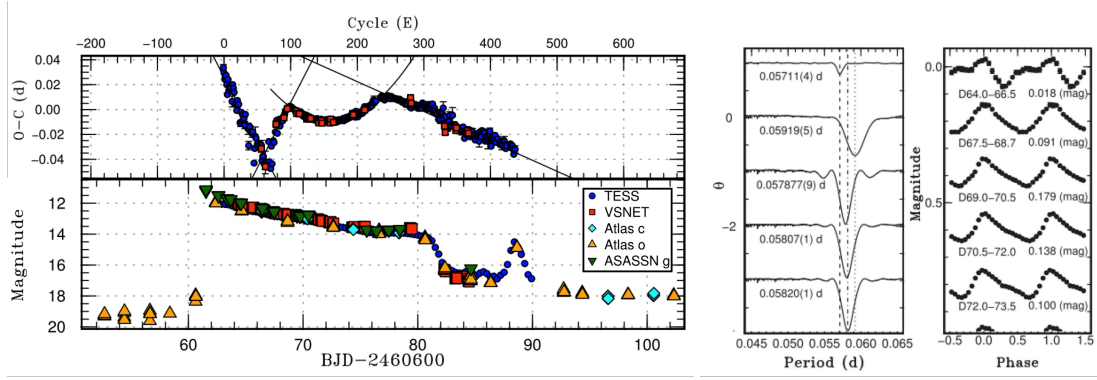 Cycle (E)
−200 −100 0 100 200 300 400 500 600
0.04
0.02
0.00
−0.02
−0.04
O−C (d)
12
14
16
18
20
Magnitude
TESS
VSNET
Atlas c
Atlas o
ASASSN g
60 70 80 90 100
BJD−2460600
0
−2
θ
0.05711(4) d
0.05919(5) d
0.057877(9) d
0.05807(1) d
0.05820(1) d
0.045 0.050 0.055 0.060 0.065
Period (d)
0.0
0.5
Magnitude
D64.0−66.5 0.018 (mag)
D67.5−68.7 0.091 (mag)
D69.0−70.5 0.179 (mag)
D70.5−72.0 0.138 (mag)
D72.0−73.5 0.100 (mag)
−0.5 0.0 0.5 1.0 1.5
Phase